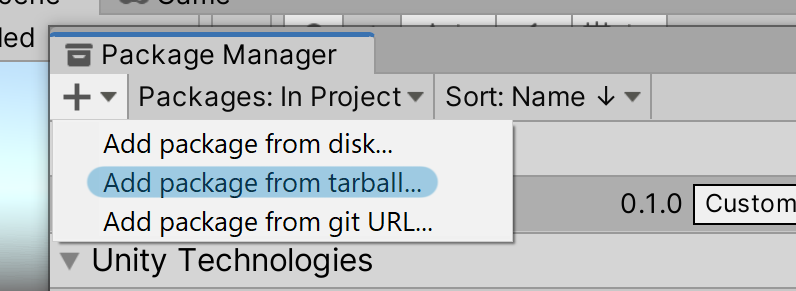 Package Manager
Packages: In Project
Sort: Name ↓
Add package from disk...
Add package from tarball...
Add package from git URL...
0.1.0
Custom
Unity Technologies